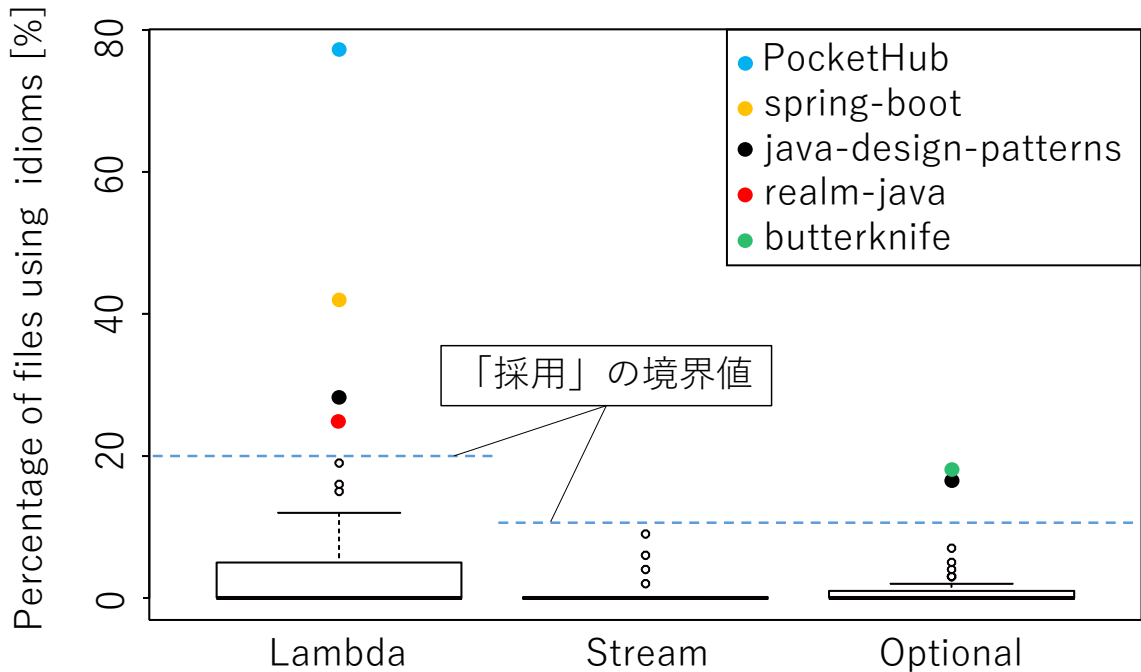 Percentage of files using idioms [%]
80
60
40
20
0
PocketHub
spring-boot
java-design-patterns
realm-java
butterknife
「採用」の境界値
Lambda
Stream
Optional